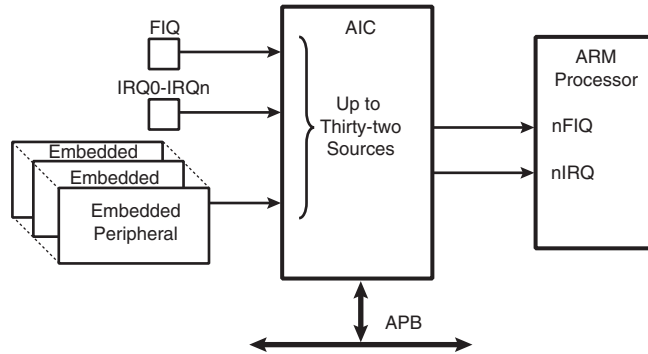 FIQ
IRQ0-IRQn
Embedded
Embedded
Embedded
Peripheral
AIC
Up to
Thirty-two
Sources
ARM
Processor
nFIQ
nIRQ
APB